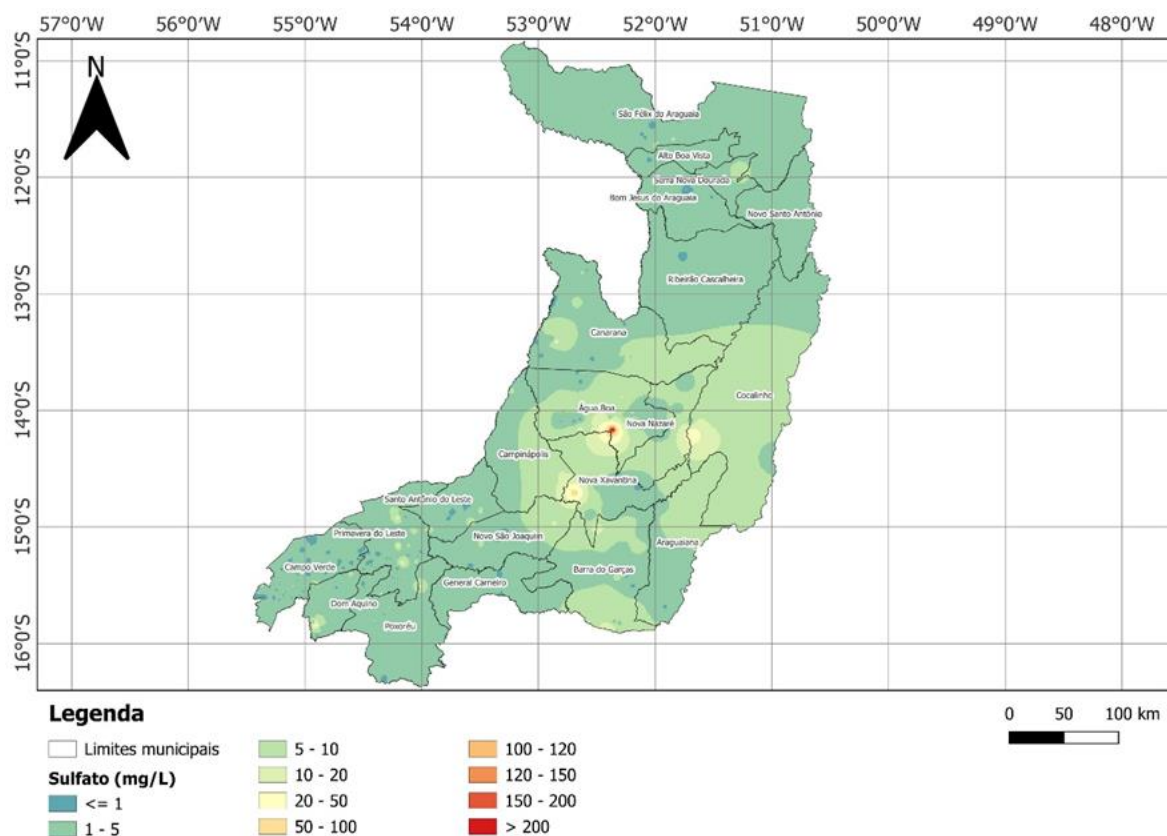 57°0'W 56°0'W 55°0'W 54°0'W 53°0'W 52°0'W 51°0'W 50°0'W 49°0'W 48°0'W
11°0'S
N
São Félix do Araguaia
Alto Boa Vista
12°0'S
Serra Nova Dourada
Bom Jesus do Araguaia
Novo Santo Antônio
Ribeirão Cascalheira
13°0'S
Canarana
Cocalinho
14°0'S
Água Boa
Nova Nazaré
Campinápolis
Nova Xavantina
Santo Antônio do Leste
15°0'S
Primavera do Leste
Novo São Joaquin
Araguaiana
Campo Verde
Barra do Garças
General Carneiro
Dom Aquino
Poxoréu
16°0'S
Legenda
Limites municipais
Sulfato (mg/L)
<= 1
1 - 5
5 - 10
10 - 20
20 - 50
50 - 100
100 - 120
120 - 150
150 - 200
> 200
0 50 100 km